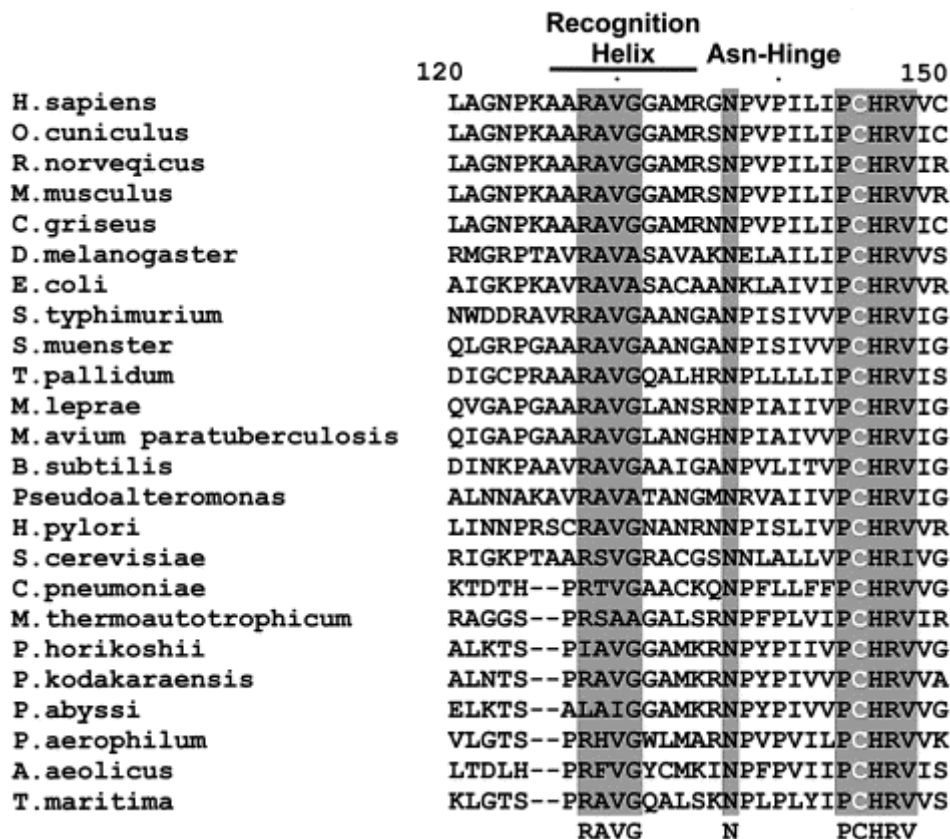 Recognition
Helix Asn-Hinge
120 . . 150
H.sapiens LAGNPKAARAVGGAMRGNPVPILIPCHRVVC
O.cuniculus LAGNPKAARAVGGAMRSNPVPILIPCHRVIC
R.norveqicus LAGNPKAARAVGGAMRSNPVPILIPCHRVIR
M.musculus LAGNPKAARAVGGAMRSNPVPILIPCHRVVR
C.griseus LAGNPKAARAVGGAMRNNPVPILIPCHRVIC
D.melanogaster RMGRPTAVRAVASAVAKNELAILIPCHRVVS
E.coli AIGKPKAVRAVASACAANKLAIVIPCHRVVR
S.typhimurium NWDDRAVRRAVGAANGANPISIVVPCHRVIG
S.muenster QLGRPGAARAVGAANGANPISIVVPCHRVIG
T.pallidum DIGCPRAARAVGQALHRNPLLLLIPCHRVIS
M.leprae QVGAPGAARAVGLANSRNPIAIIVPCHRVIG
M.avium paratuberculosis QIGAPGAARAVGLANGHNPIAIVVPCHRVIG
B.subtilis DINKPAAVRAVGAAIGANPVLITVPCHRVIG
Pseudoalteromonas ALNNAKAVRAVATANGMNRVAIIVPCHRVIG
H.pylori LINNPRSCRAVGNANRNNPISLIVPCHRVVR
S.cerevisiae RIGKPTAARSVGRACGSNNLALLVPCHRIVG
C.pneumoniae KTDTH--PRTVGAACKQNPFLLFFPCHRVVG
M.thermoautotrophicum RAGGS--PRSAAGALSRNPFPLVIPCHRVIR
P.horikoshii ALKTS--PIAVGGAMKRNPYPIIVPCHRVVG
P.kodakaraensis ALNTS--PRAVGGAMKRNPYPIVVPCHRVVA
P.abyssi ELKTS--ALAIGGAMKRNPYPIVVPCHRVVG
P.aerophilum VLGTS--PRHVGWLMARNPVPVILPCHRVVK
A.aeolicus LTDLH--PRFVGYCMKINPFPVIIPCHRVIS
T.maritima KLGTS--PRAVGQALSKNPLPLYIPCHRVVS
RAVG N PCHRV